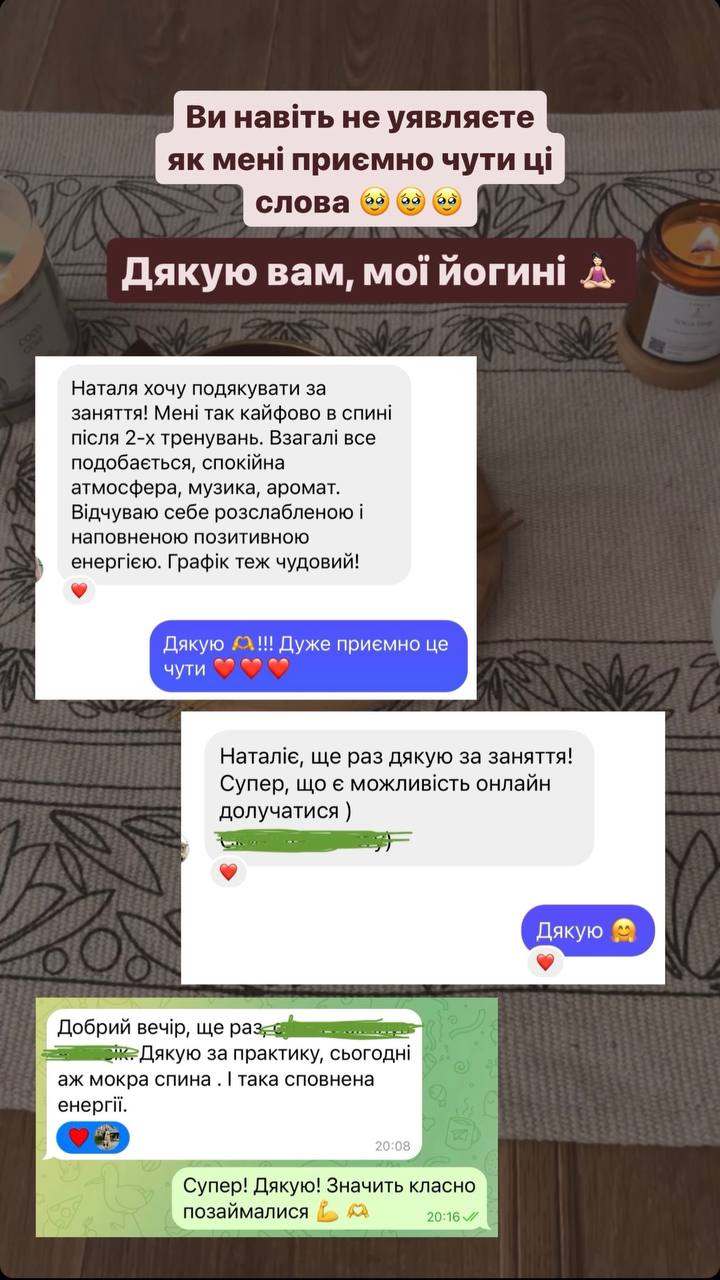 Ви навіть не уявляєте
як мені приємно чути ці
слова 🥹🥹🥹
Дякую вам, мої йогині 🧘🏻‍♀️
Наталя хочу подякувати за
заняття! Мені так кайфово в спині
після 2-х тренувань. Взагалі все
подобається, спокійна
атмосфера, музика, аромат.
Відчуваю себе розслабленою і
наповненою позитивною
енергією. Графік теж чудовий!
❤️
Дякую 🫶!!! Дуже приємно це
чути ❤️❤️❤️
Наталіє, ще раз дякую за заняття!
Супер, що є можливість онлайн
долучатися )
❤️
Дякую 🤗
❤️
Добрий вечір, ще раз,
Дякую за практику, сьогодні
аж мокра спина . І така сповнена
енергії.
❤️
20:08
Супер! Дякую! Значить класно
позаймалися 💪 🫶
20:16